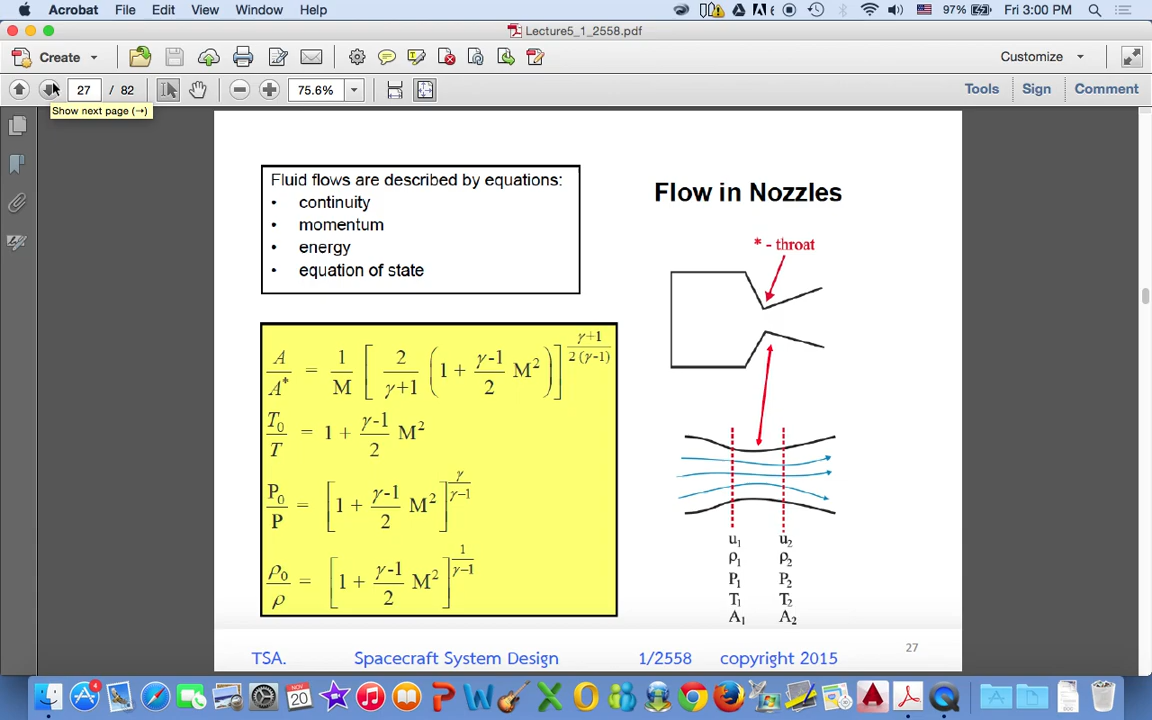 Acrobat File Edit View Window Help 97% Fri 3:00 PM
Lecture5_1_2558.pdf
Create Customize
27 / 82 75.6% Tools Sign Comment
Show next page (→)
Fluid flows are described by equations:
• continuity
• momentum
• energy
• equation of state
Flow in Nozzles
* - throat
A/A* = 1/M [ 2/(γ+1) (1 + (γ-1)/2 M²) ]^((γ+1)/(2(γ-1)))
T₀/T = 1 + (γ-1)/2 M²
P₀/P = [ 1 + (γ-1)/2 M² ]^(γ/(γ-1))
ρ₀/ρ = [ 1 + (γ-1)/2 M² ]^(1/(γ-1))
u₁ u₂
ρ₁ ρ₂
P₁ P₂
T₁ T₂
A₁ A₂
TSA. Spacecraft System Design 1/2558 copyright 2015
27
4
NOV
20